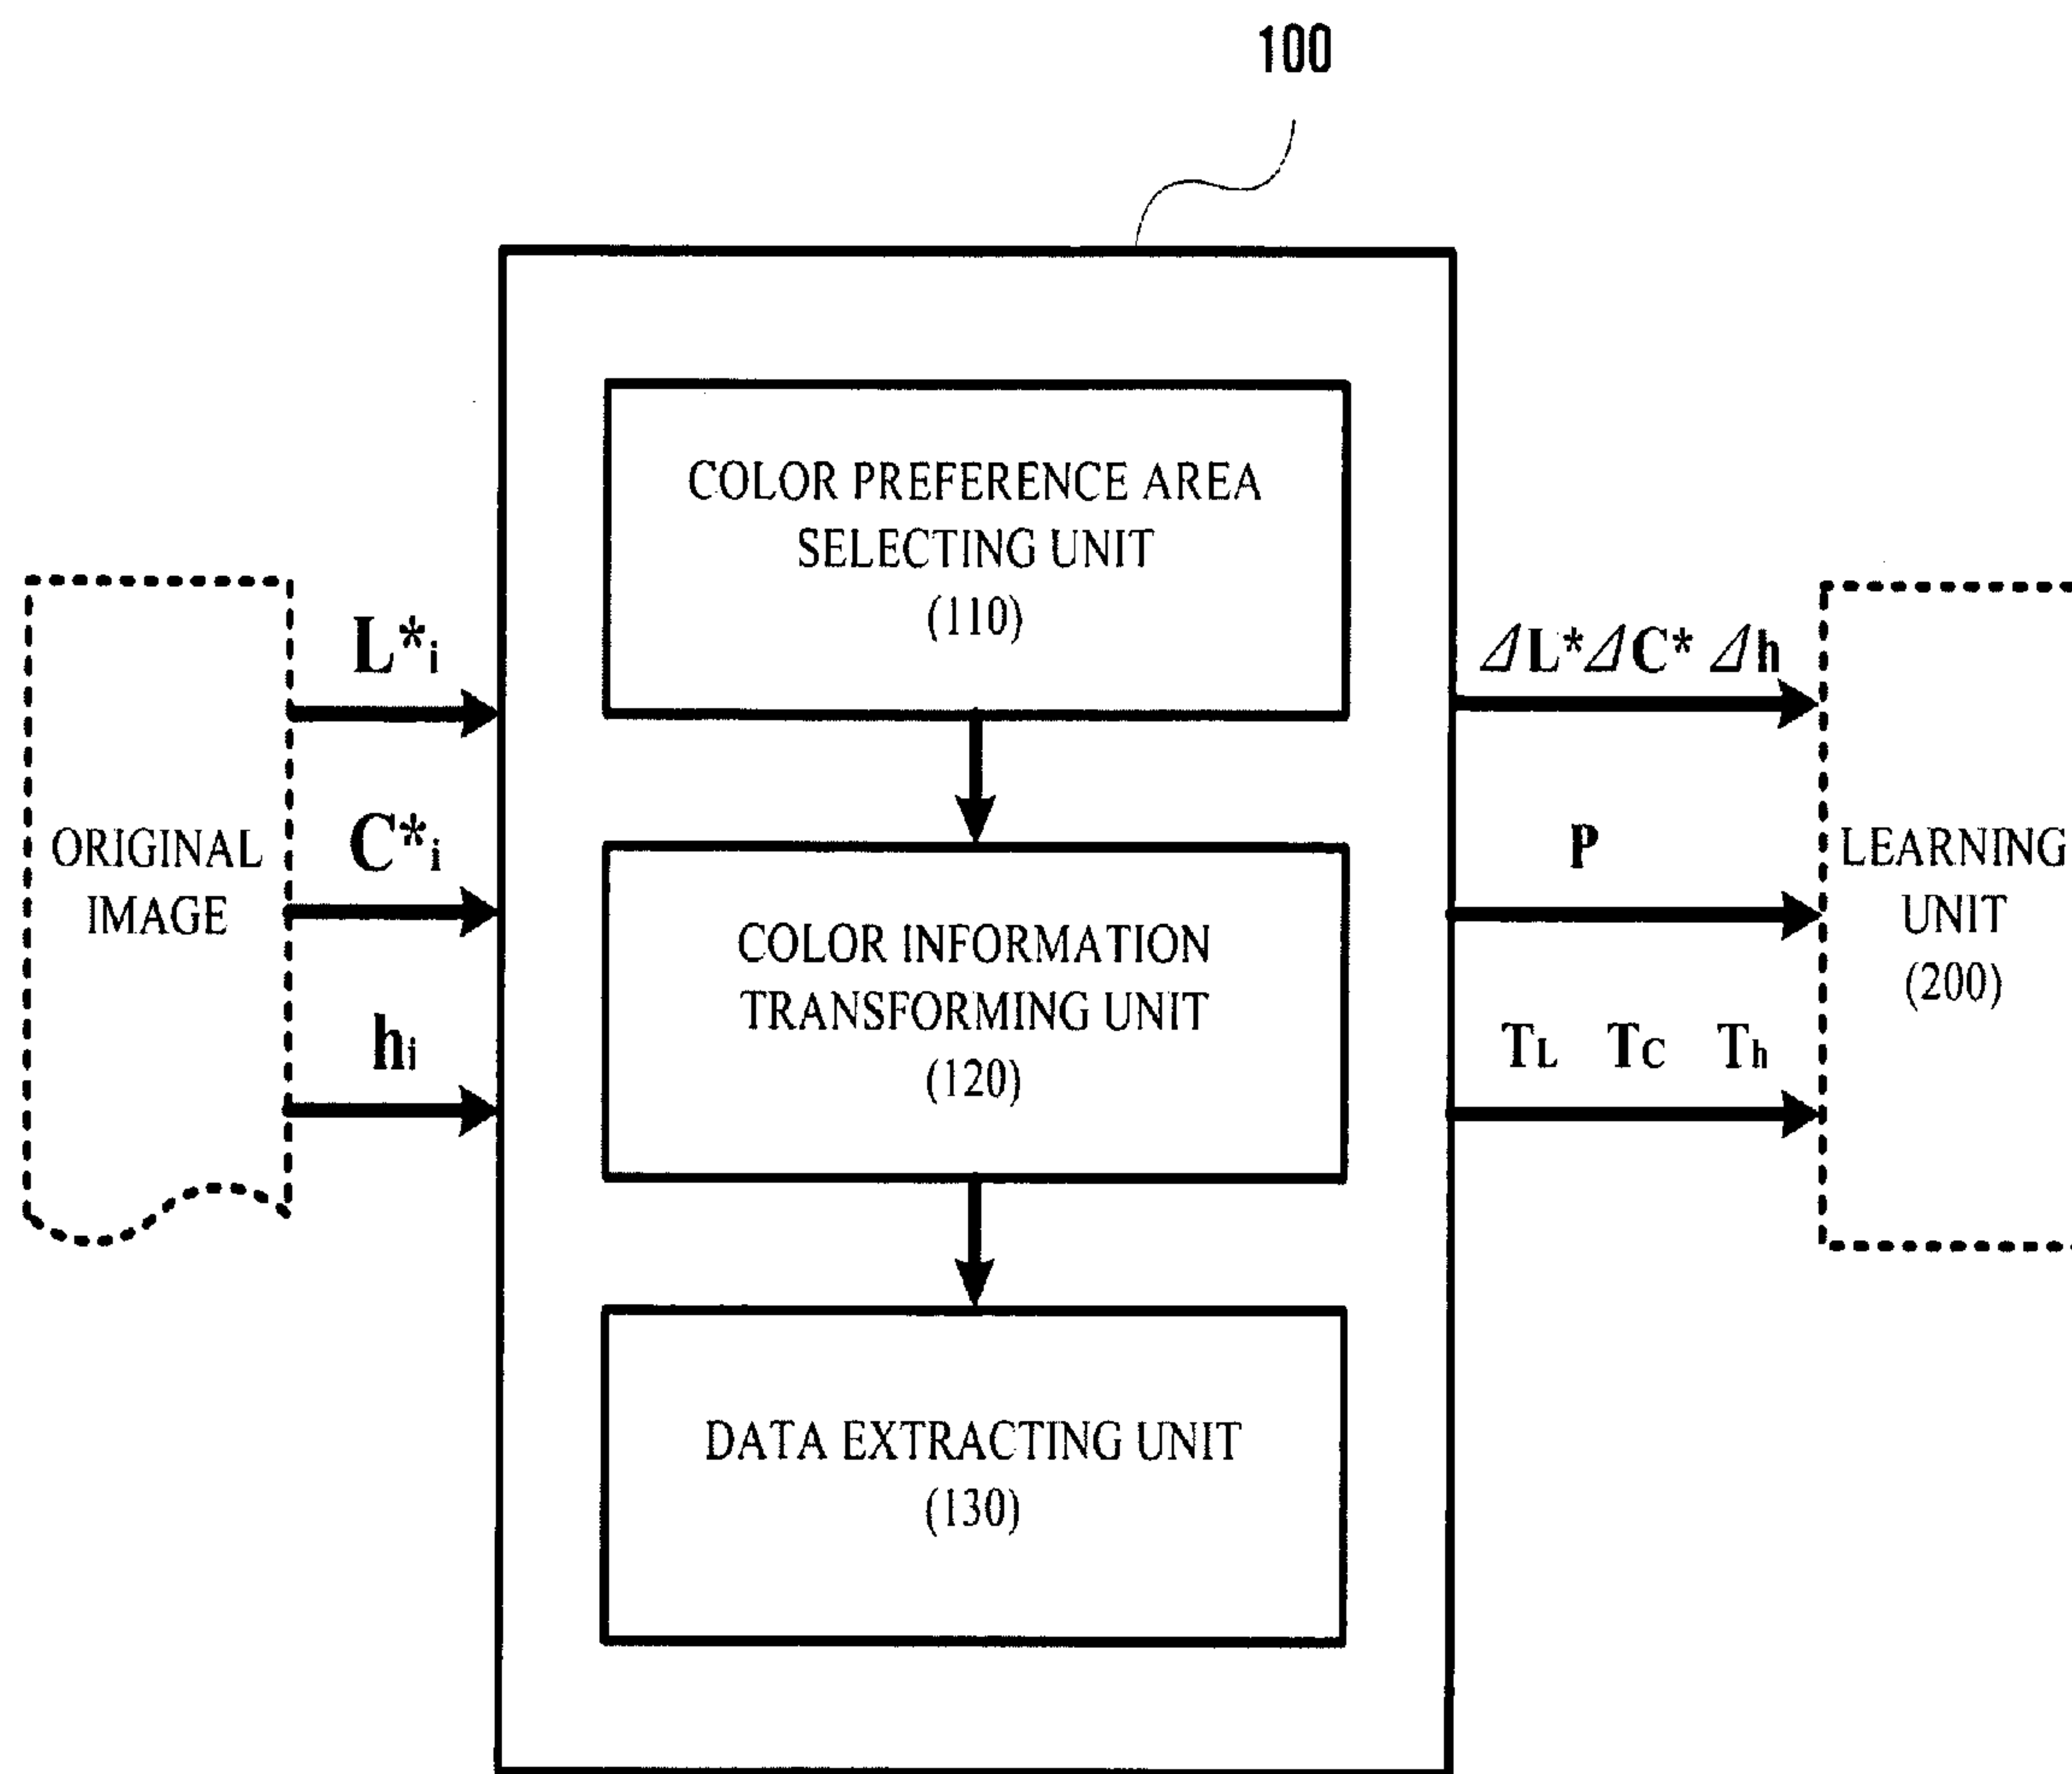 100
COLOR PREFERENCE AREA
SELECTING UNIT
(110)
L*i
C*i
hi
ORIGINAL
IMAGE
COLOR INFORMATION
TRANSFORMING UNIT
(120)
DATA EXTRACTING UNIT
(130)
ΔL*ΔC* Δh
P
TL TC Th
LEARNING
UNIT
(200)